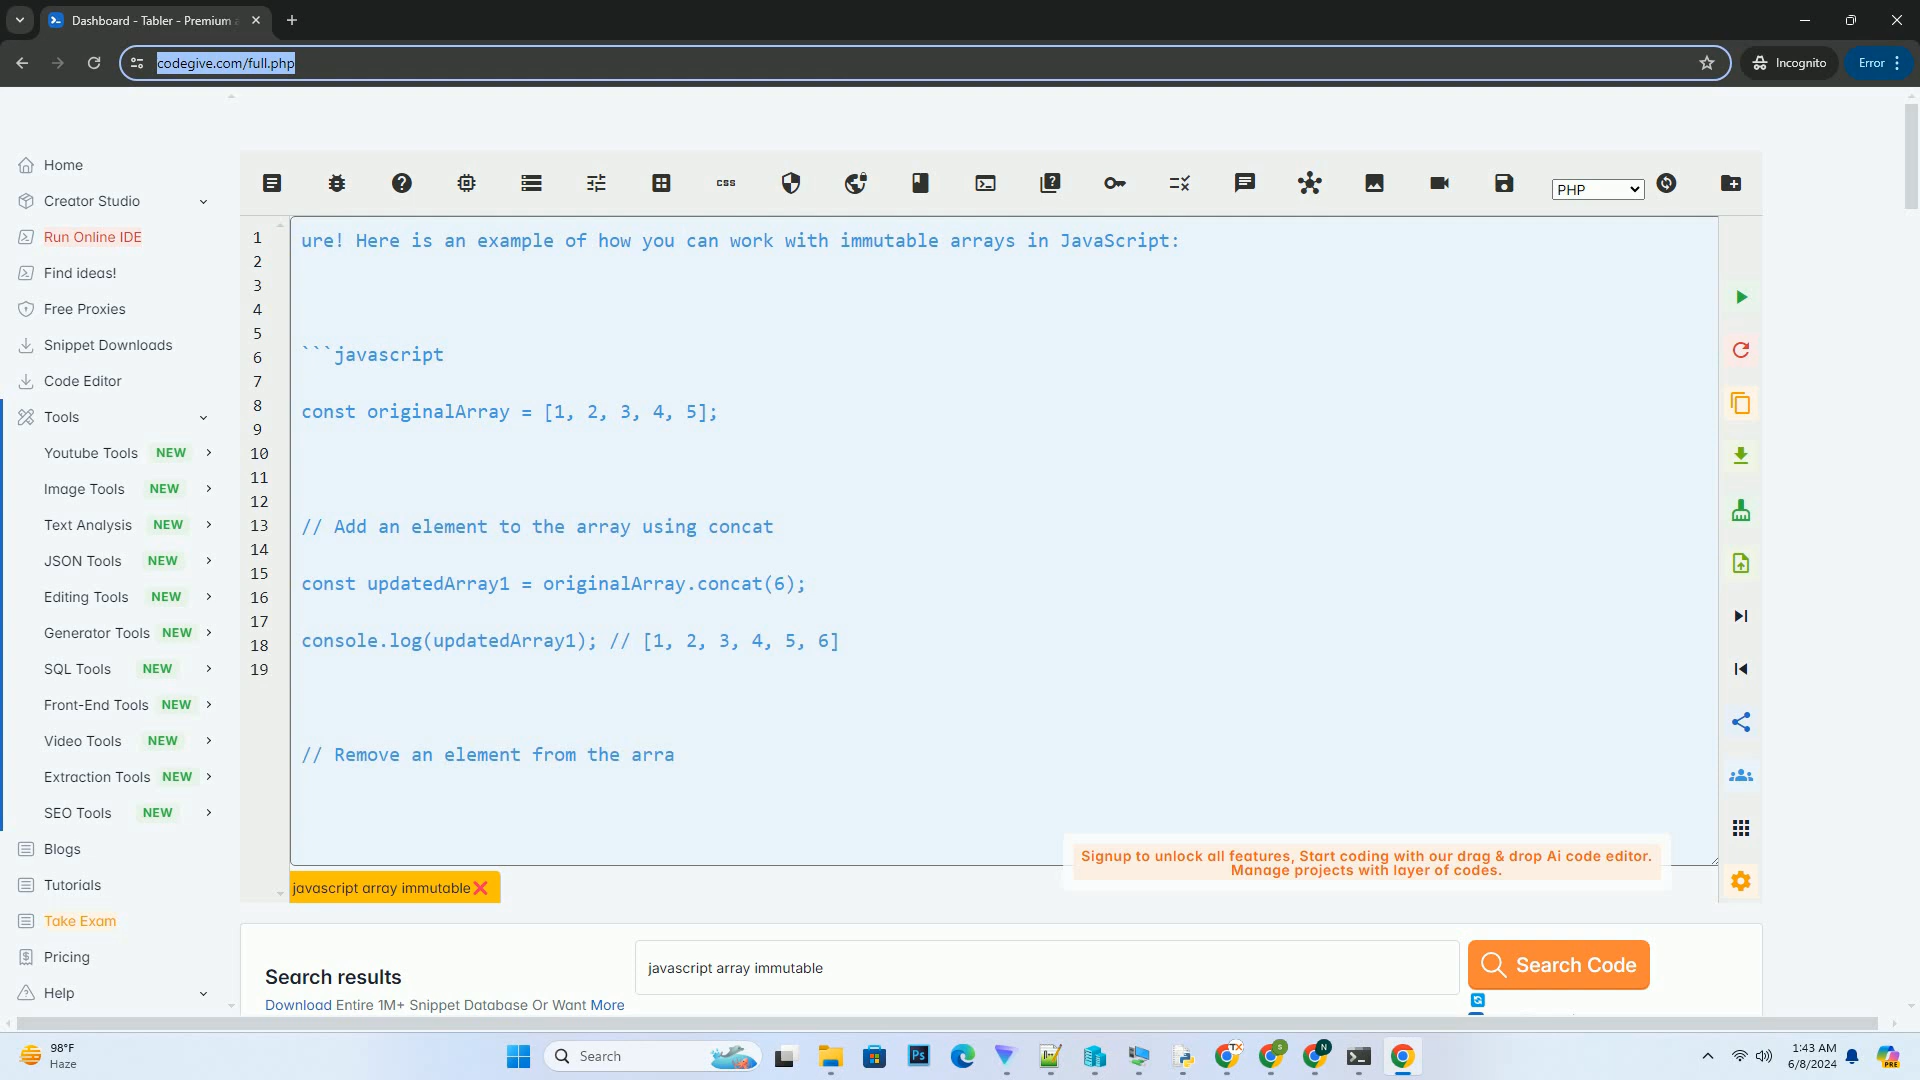 Dashboard - Tabler - Premium
codegive.com/full.php
Incognito
Error
Home
Creator Studio
Run Online IDE
Find ideas!
Free Proxies
Snippet Downloads
Code Editor
Tools
Youtube Tools NEW
Image Tools NEW
Text Analysis NEW
JSON Tools NEW
Editing Tools NEW
Generator Tools NEW
SQL Tools NEW
Front-End Tools NEW
Video Tools NEW
Extraction Tools NEW
SEO Tools NEW
Blogs
Tutorials
Take Exam
Pricing
Help
css
PHP
1
2
3
4
5
6
7
8
9
10
11
12
13
14
15
16
17
18
19
ure! Here is an example of how you can work with immutable arrays in JavaScript:
```javascript
const originalArray = [1, 2, 3, 4, 5];
// Add an element to the array using concat
const updatedArray1 = originalArray.concat(6);
console.log(updatedArray1); // [1, 2, 3, 4, 5, 6]
// Remove an element from the arra
Signup to unlock all features, Start coding with our drag & drop Ai code editor.
Manage projects with layer of codes.
javascript array immutable
Search results
Download Entire 1M+ Snippet Database Or Want More
javascript array immutable
Search Code
98°F
Haze
Search
1:43 AM
6/8/2024